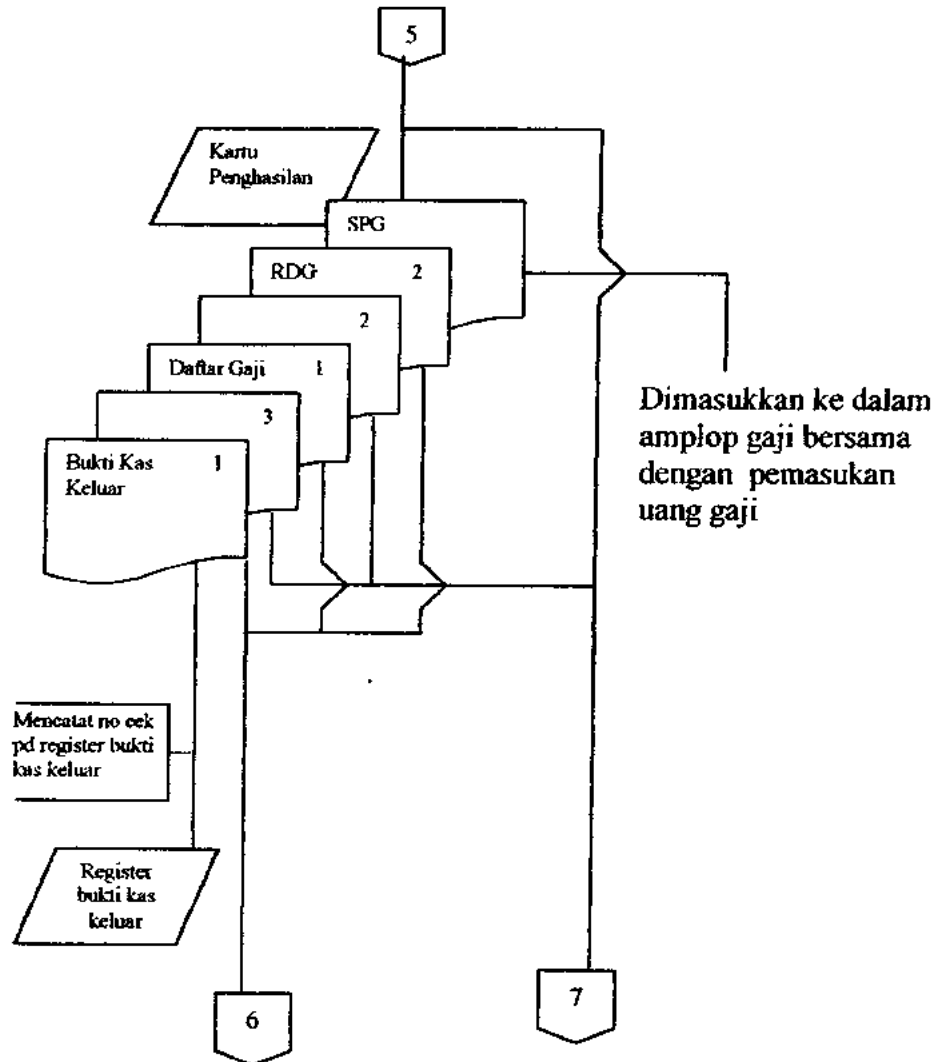 5
Kartu
Penghasilan
SPG
RDG 2
2
Daftar Gaji 1
3
Bukti Kas 1
Keluar
Dimasukkan ke dalam
amplop gaji bersama
dengan pemasukan
uang gaji
Mencatat no cek
pd register bukti
kas keluar
Register
bukti kas
keluar
6
7